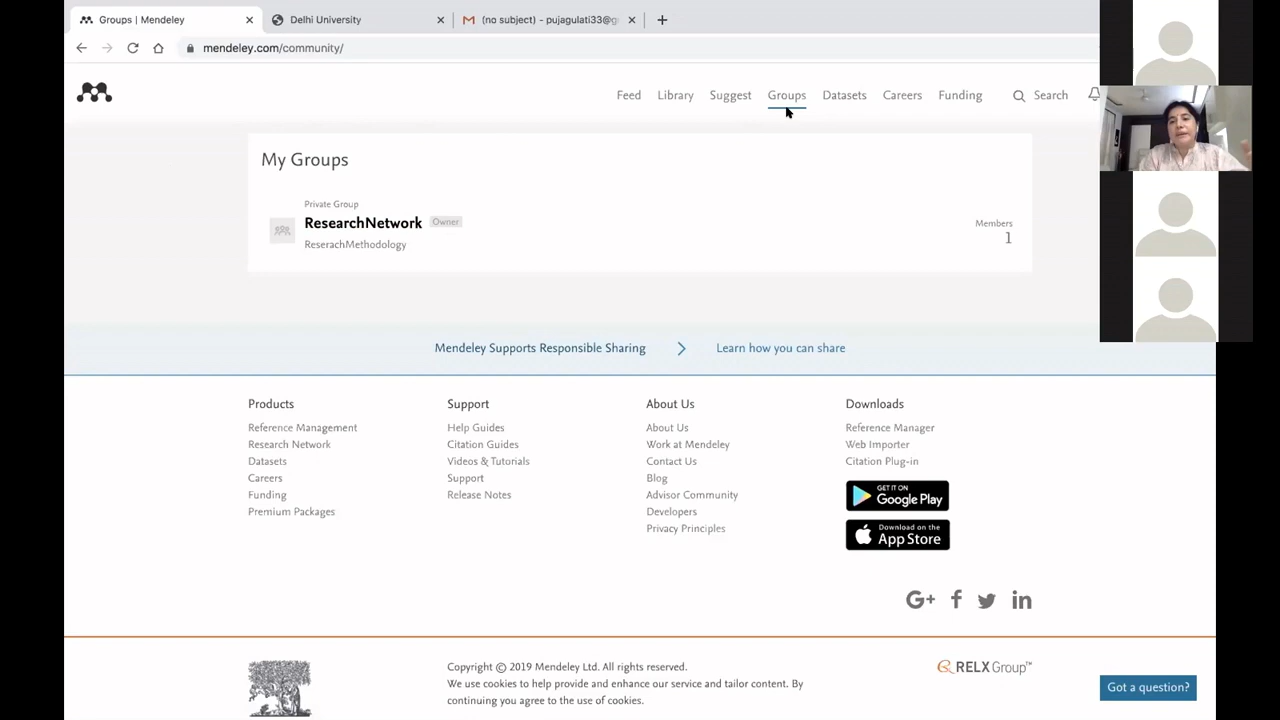 Groups | Mendeley
Delhi University
(no subject) - pujagulati33@g
mendeley.com/community/
Feed Library Suggest Groups Datasets Careers Funding Search
My Groups
Private Group
ResearchNetwork Owner
ReserachMethodology
Members
1
Mendeley Supports Responsible Sharing
Learn how you can share
Products
Reference Management
Research Network
Datasets
Careers
Funding
Premium Packages
Support
Help Guides
Citation Guides
Videos & Tutorials
Support
Release Notes
About Us
About Us
Work at Mendeley
Contact Us
Blog
Advisor Community
Developers
Privacy Principles
Downloads
Reference Manager
Web Importer
Citation Plug-in
GET IT ON
Google Play
Download on the
App Store
G+ f in
Copyright © 2019 Mendeley Ltd. All rights reserved.
We use cookies to help provide and enhance our service and tailor content. By
continuing you agree to the use of cookies.
RELX Group™
Got a question?